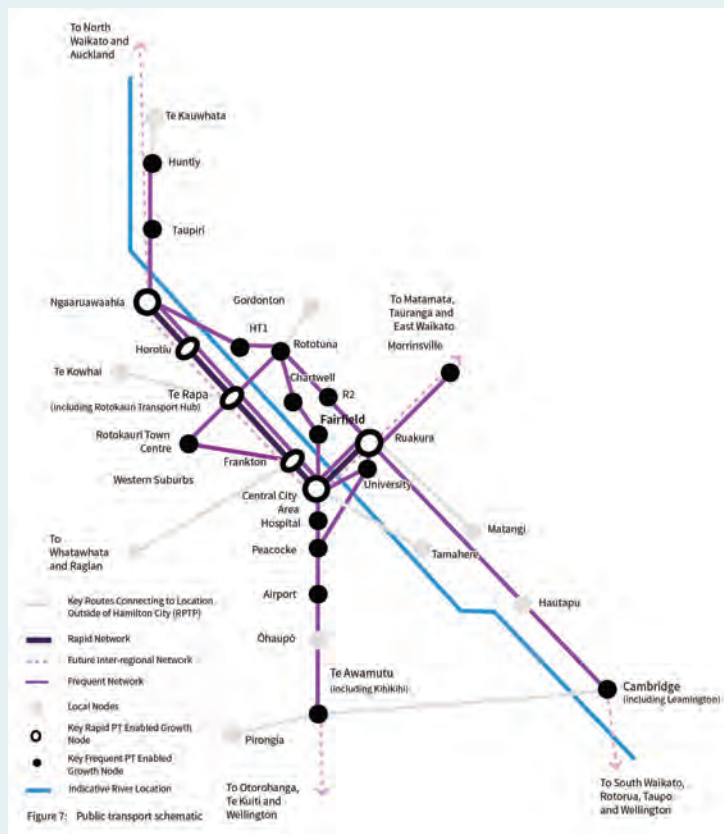 To North
Waikato and
Auckland
Te Kauwhata
Huntly
Taupiri
Ngaaruawaahia
Gordonton
To Matamata,
Tauranga and
East Waikato
Morrinsville
HT1
Rototuna
Horotiu
Te Kowhai
Chartwell
Te Rapa
(including Rotokauri Transport Hub)
R2
Fairfield
Rotokauri Town
Centre
Ruakura
Frankton
Western Suburbs
University
Central City
Area
Hospital
Matangi
To
Whatawhata
and Raglan
Peacocke
Tamahere
Airport
Hautapu
Ōhaupō
Te Awamutu
(including Kihikihi)
Cambridge
(including Leamington)
Pirongia
To Otorohanga,
Te Kuiti and
Wellington
To South Waikato,
Rotorua, Taupo
and Wellington
Key Routes Connecting to Location
Outside of Hamilton City (RPTP)
Rapid Network
Future Inter-regional Network
Frequent Network
Local Nodes
Key Rapid PT Enabled Growth
Node
Key Frequent PT Enabled
Growth Node
Indicative River Location
Figure 7: Public transport schematic